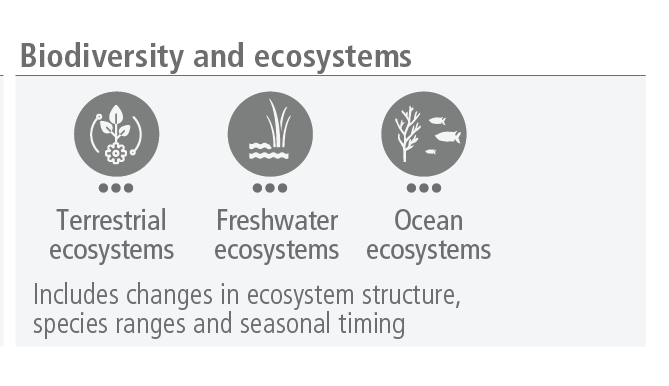 Biodiversity and ecosystems
Terrestrial ecosystems
Freshwater ecosystems
Ocean ecosystems
Includes changes in ecosystem structure,
species ranges and seasonal timing